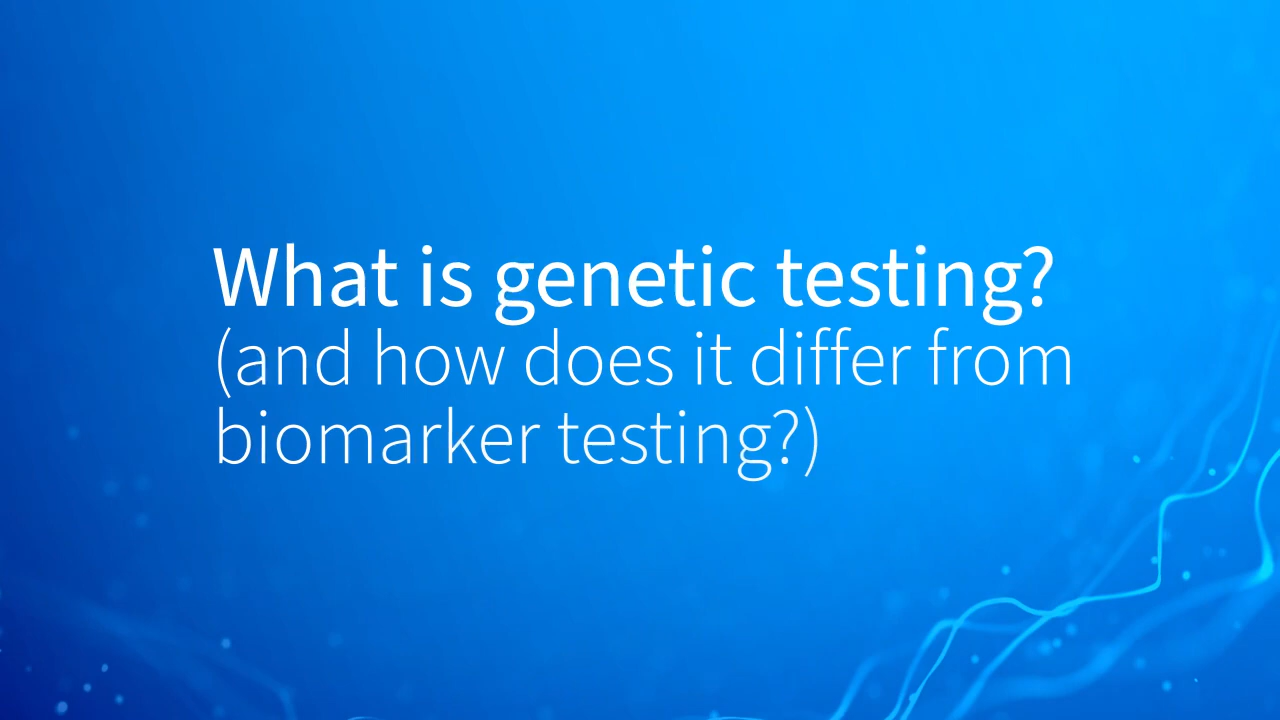 What is genetic testing?
(and how does it differ from
biomarker testing?)